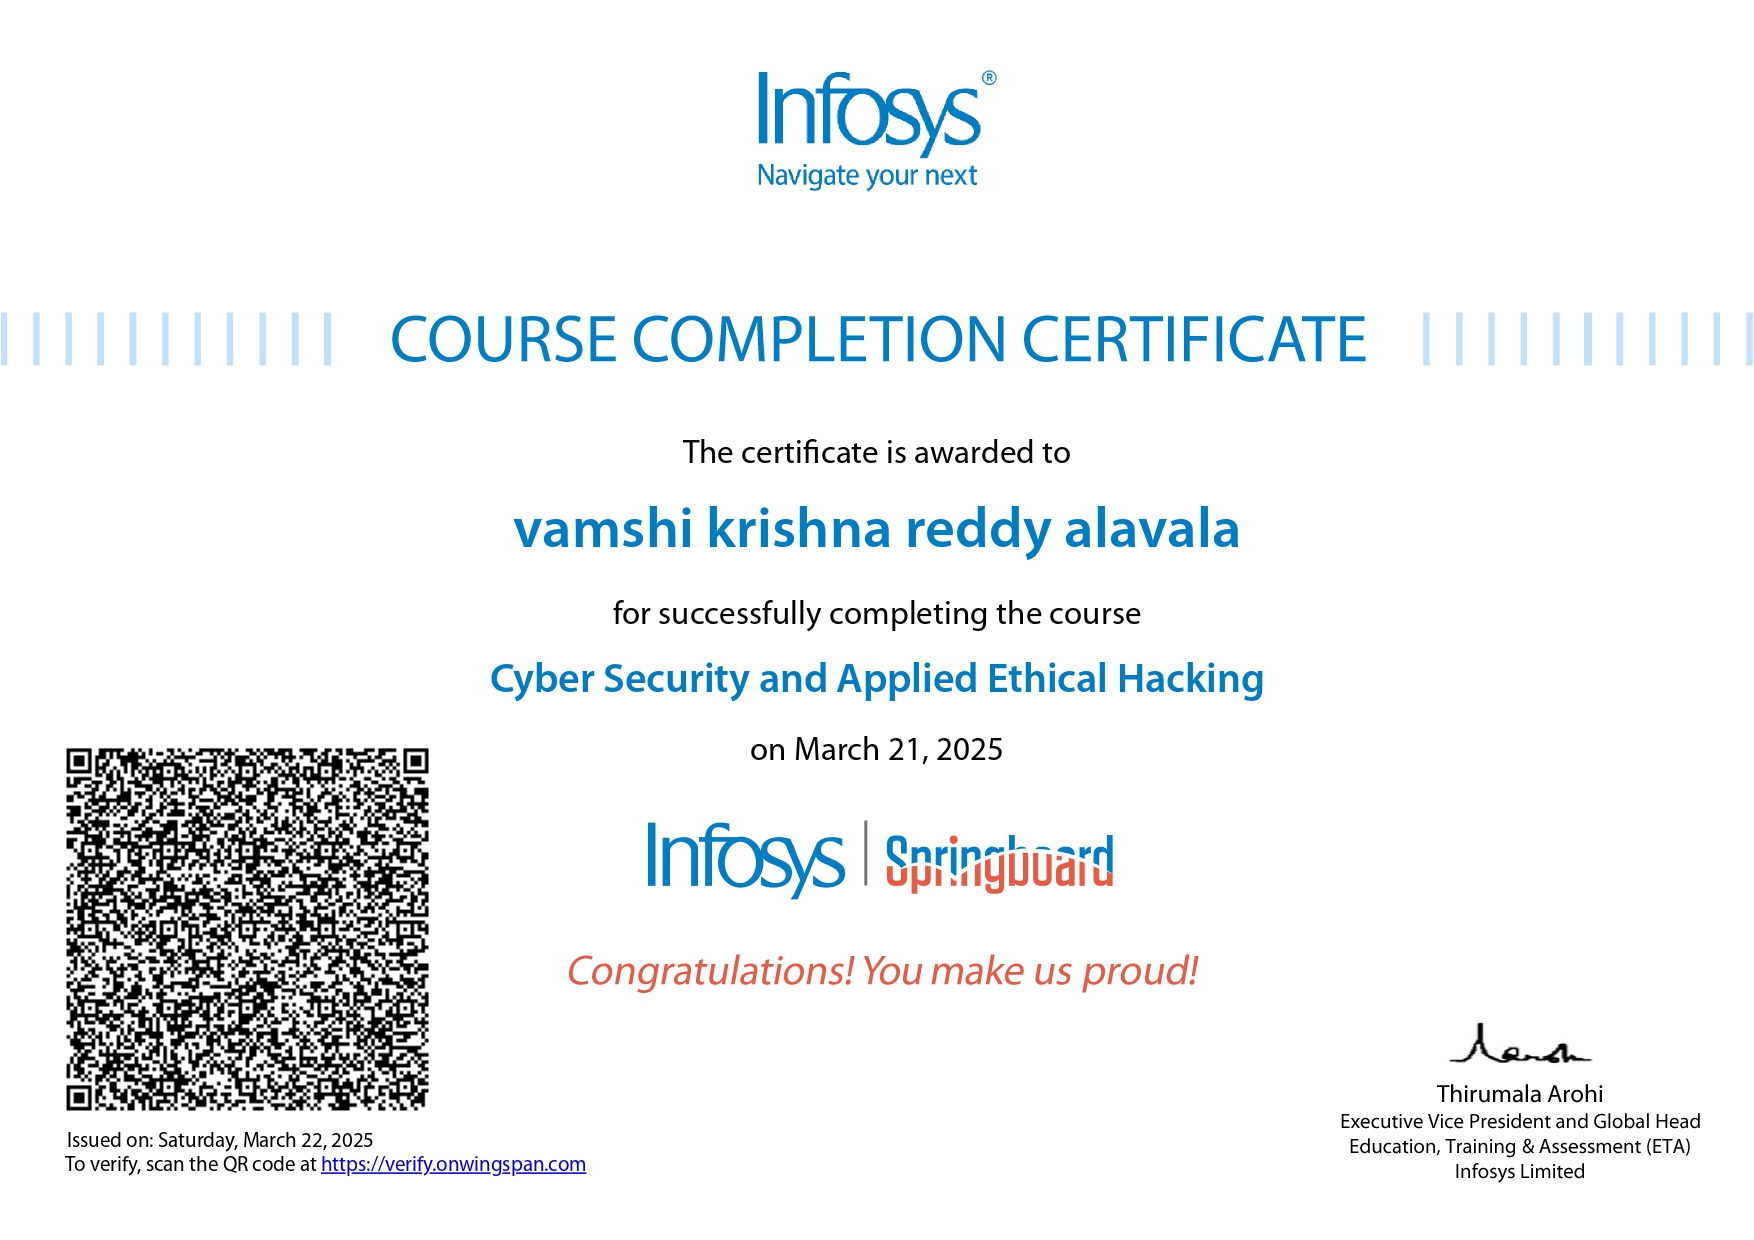 Infosys®
Navigate your next
COURSE COMPLETION CERTIFICATE
The certificate is awarded to
vamshi krishna reddy alavala
for successfully completing the course
Cyber Security and Applied Ethical Hacking
on March 21, 2025
Infosys | Springboard
Congratulations! You make us proud!
Issued on: Saturday, March 22, 2025
To verify, scan the QR code at https://verify.onwingspan.com
Thirumala Arohi
Executive Vice President and Global Head
Education, Training & Assessment (ETA)
Infosys Limited